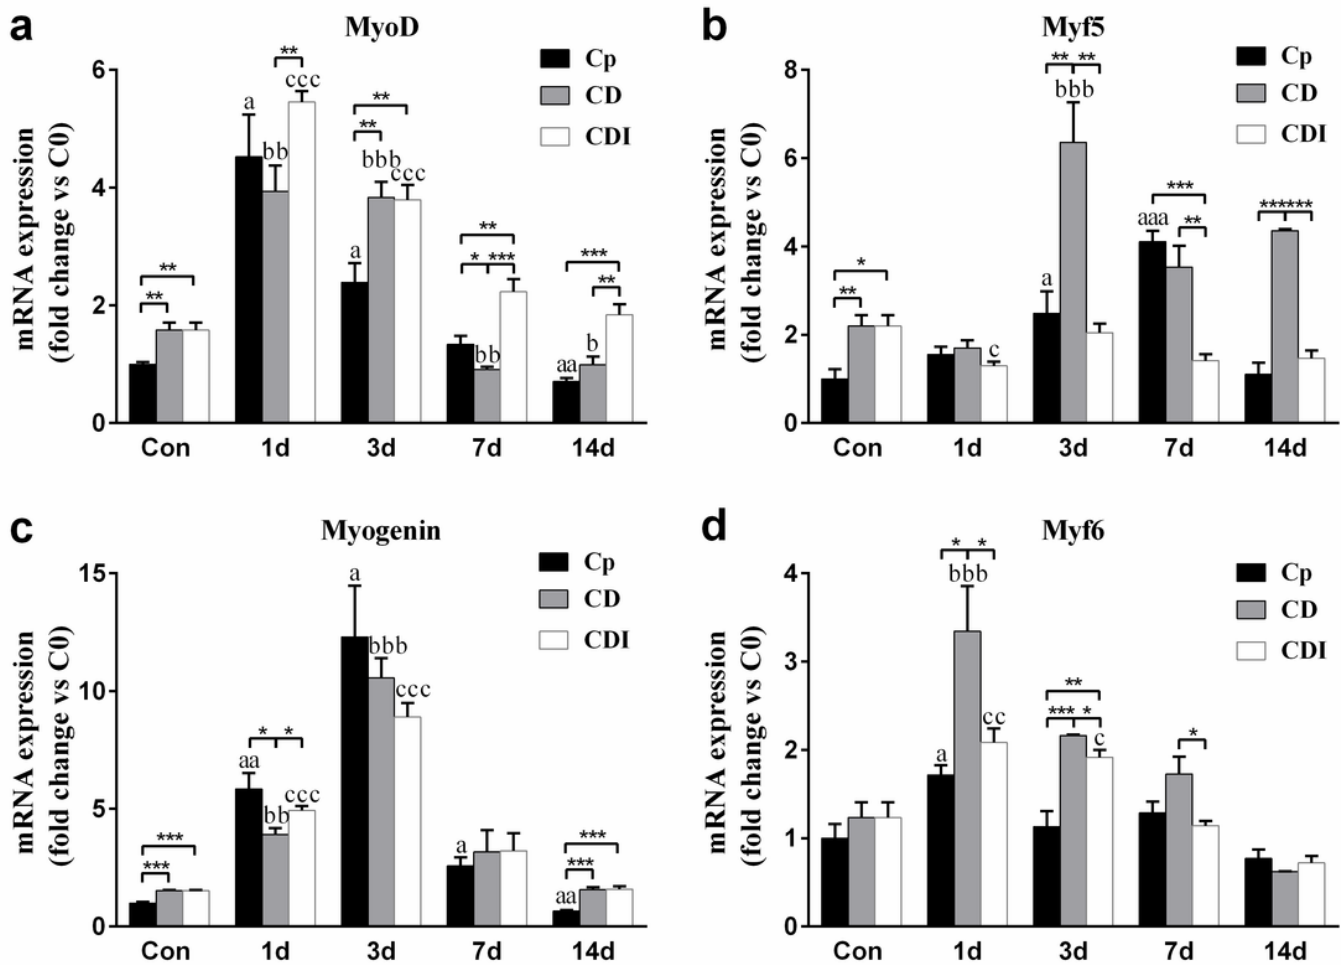 a
MyoD
mRNA expression
(fold change vs C0)
6
4
2
0
Cp
CD
CDI
**
**
a
bb
ccc
**
**
**
a
bbb
ccc
**
**
*
***
bb
***
**
aa
b
Con
1d
3d
7d
14d
b
Myf5
mRNA expression
(fold change vs C0)
8
6
4
2
0
Cp
CD
CDI
*
**
c
**
**
bbb
a
***
aaa
**
******
Con
1d
3d
7d
14d
c
Myogenin
mRNA expression
(fold change vs C0)
15
10
5
0
Cp
CD
CDI
***
***
*
*
aa
bb
ccc
a
bbb
ccc
a
***
***
aa
Con
1d
3d
7d
14d
d
Myf6
mRNA expression
(fold change vs C0)
4
3
2
1
0
Cp
CD
CDI
*
*
bbb
a
cc
**
***
*
c
*
Con
1d
3d
7d
14d